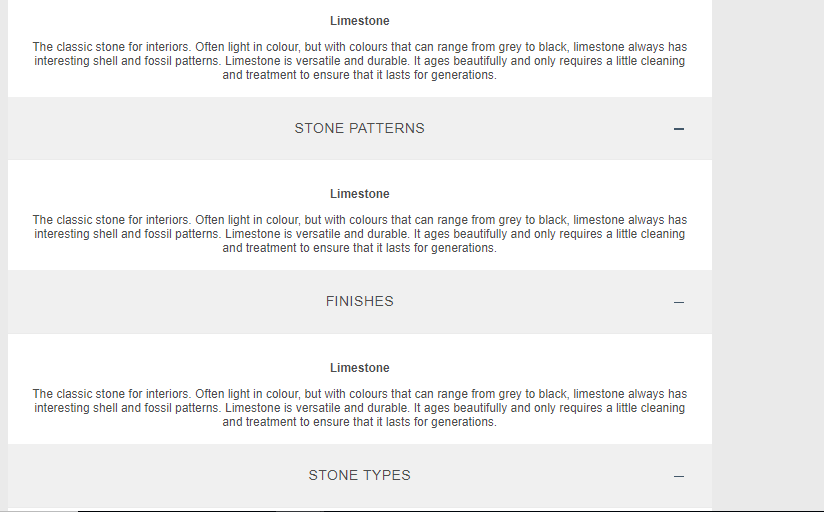 Limestone
The classic stone for interiors. Often light in colour, but with colours that can range from grey to black, limestone always has
interesting shell and fossil patterns. Limestone is versatile and durable. It ages beautifully and only requires a little cleaning
and treatment to ensure that it lasts for generations.
STONE PATTERNS
Limestone
The classic stone for interiors. Often light in colour, but with colours that can range from grey to black, limestone always has
interesting shell and fossil patterns. Limestone is versatile and durable. It ages beautifully and only requires a little cleaning
and treatment to ensure that it lasts for generations.
FINISHES
Limestone
The classic stone for interiors. Often light in colour, but with colours that can range from grey to black, limestone always has
interesting shell and fossil patterns. Limestone is versatile and durable. It ages beautifully and only requires a little cleaning
and treatment to ensure that it lasts for generations.
STONE TYPES